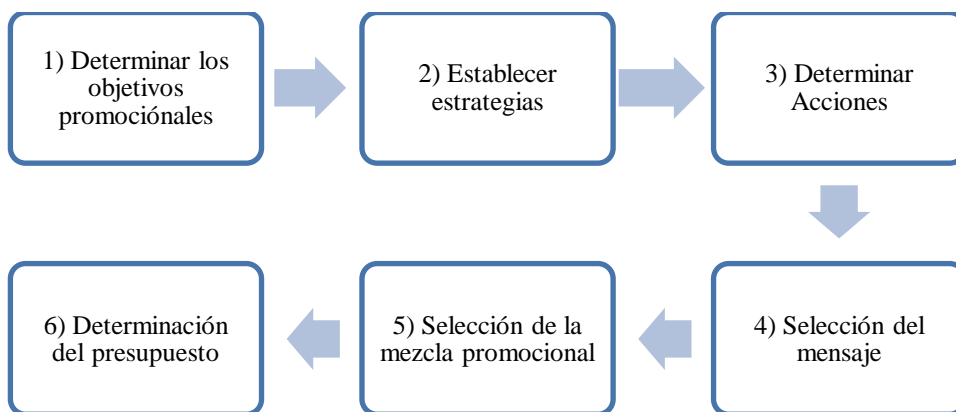 1) Determinar los
objetivos
promociónales
2) Establecer
estrategias
3) Determinar
Acciones
4) Selección del
mensaje
5) Selección de la
mezcla promocional
6) Determinación
del presupuesto